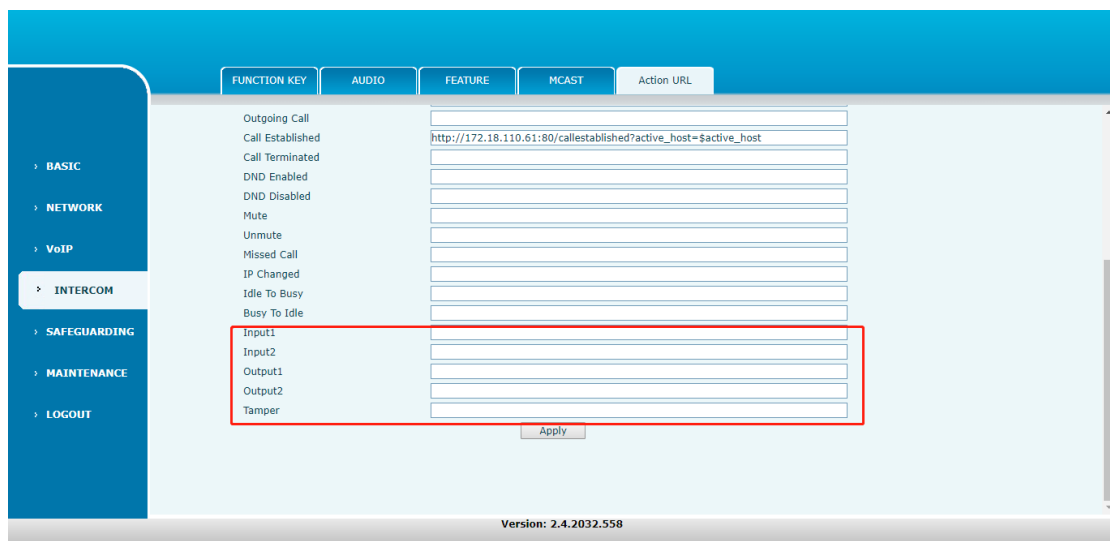 FUNCTION KEY AUDIO FEATURE MCAST Action URL
Outgoing Call
Call Established http://172.18.110.61:80/callestablished?active_host=$active_host
Call Terminated
DND Enabled
DND Disabled
Mute
Unmute
Missed Call
IP Changed
Idle To Busy
Busy To Idle
Input1
Input2
Output1
Output2
Tamper
Apply
› BASIC
› NETWORK
› VoIP
› INTERCOM
› SAFEGUARDING
› MAINTENANCE
› LOGOUT
Version: 2.4.2032.558